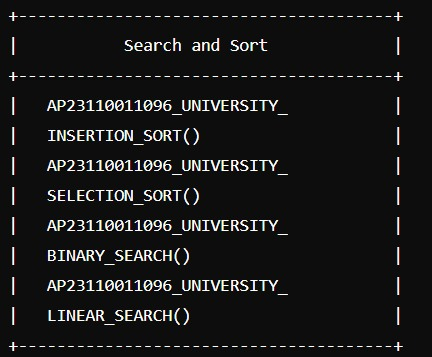 +---------------------------------------+
|           Search and Sort             |
+---------------------------------------+
|   AP23110011096_UNIVERSITY_           |
|   INSERTION_SORT()                    |
|   AP23110011096_UNIVERSITY_           |
|   SELECTION_SORT()                    |
|   AP23110011096_UNIVERSITY_           |
|   BINARY_SEARCH()                     |
|   AP23110011096_UNIVERSITY_           |
|   LINEAR_SEARCH()                     |
+---------------------------------------+